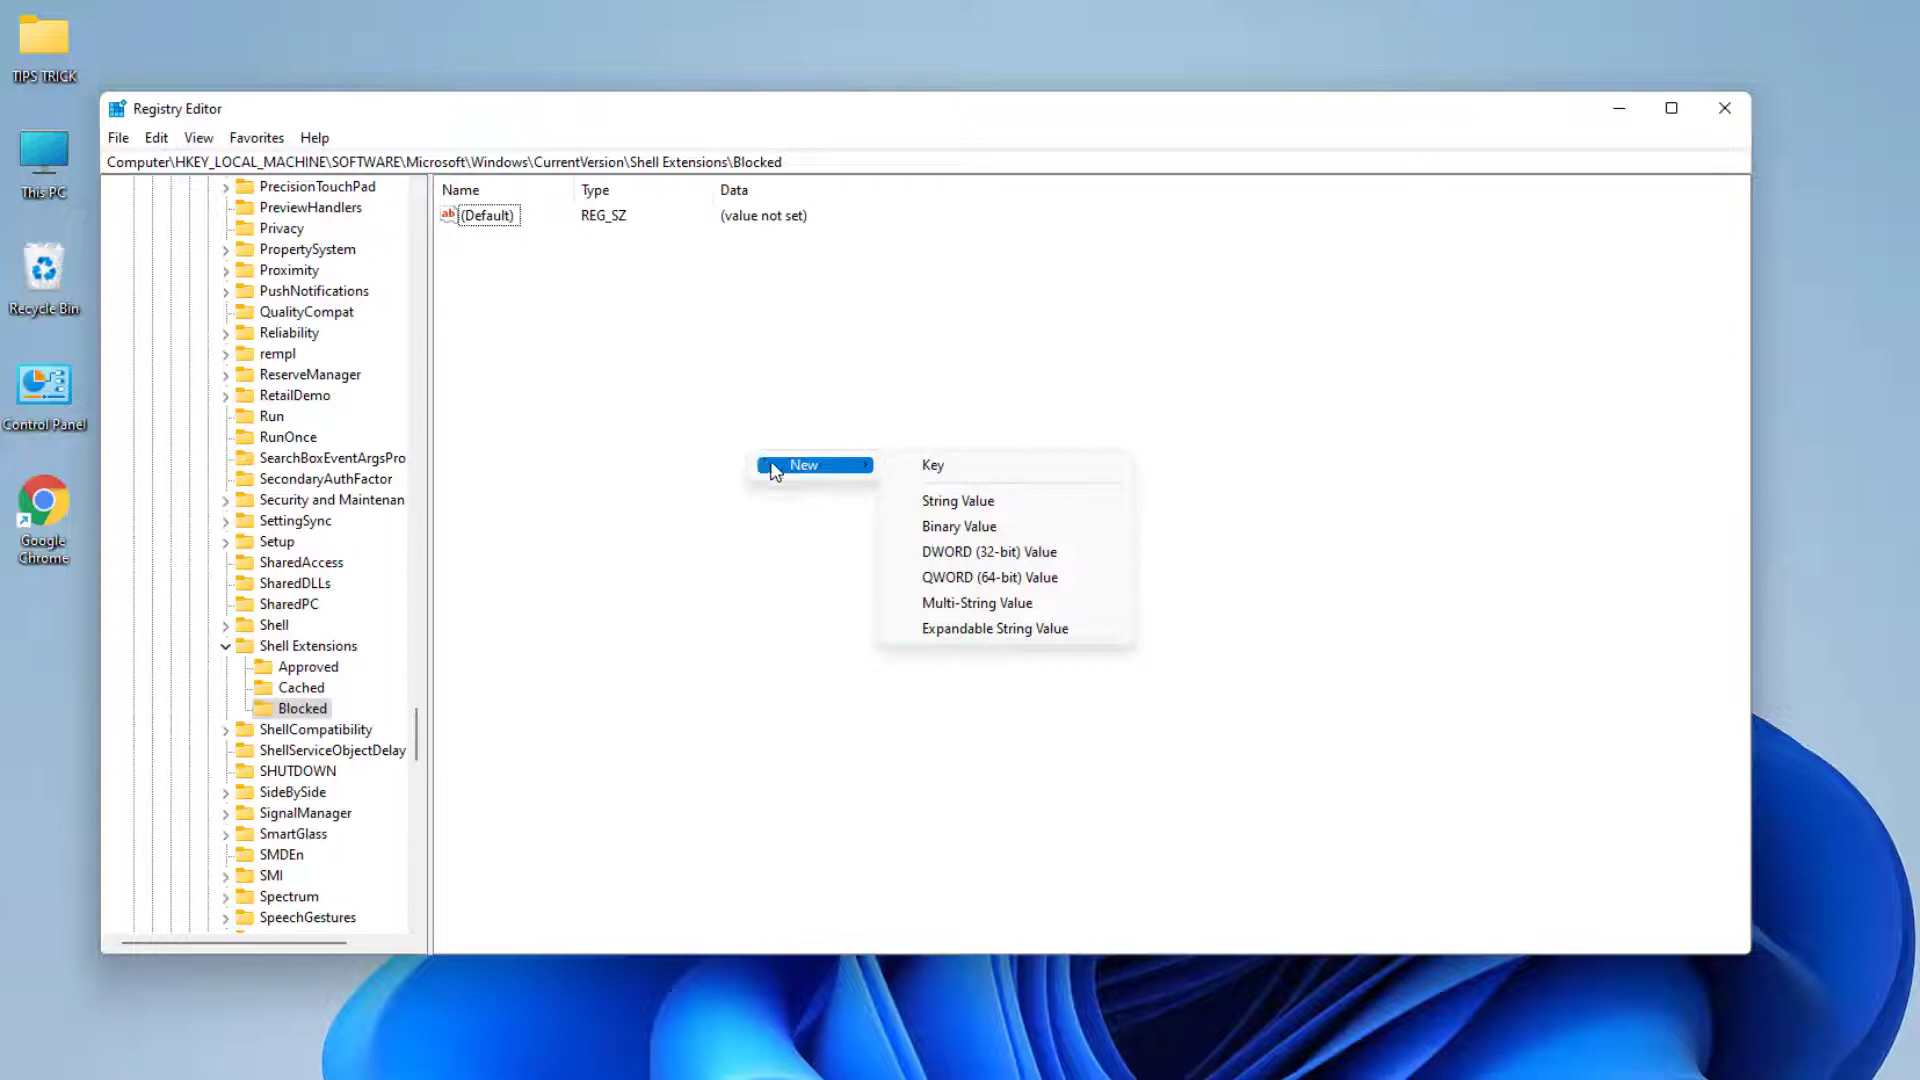 TIPS TRICK
This PC
Recycle Bin
Control Panel
Google
Chrome
Registry Editor
File Edit View Favorites Help
Computer\HKEY_LOCAL_MACHINE\SOFTWARE\Microsoft\Windows\CurrentVersion\Shell Extensions\Blocked
PrecisionTouchPad
PreviewHandlers
Privacy
PropertySystem
Proximity
PushNotifications
QualityCompat
Reliability
rempl
ReserveManager
RetailDemo
Run
RunOnce
SearchBoxEventArgsPro
SecondaryAuthFactor
Security and Maintenan
SettingSync
Setup
SharedAccess
SharedDLLs
SharedPC
Shell
Shell Extensions
Approved
Cached
Blocked
ShellCompatibility
ShellServiceObjectDelay
SHUTDOWN
SideBySide
SignalManager
SmartGlass
SMDEn
SMI
Spectrum
SpeechGestures
Name Type Data
ab (Default) REG_SZ (value not set)
New
Key
String Value
Binary Value
DWORD (32-bit) Value
QWORD (64-bit) Value
Multi-String Value
Expandable String Value